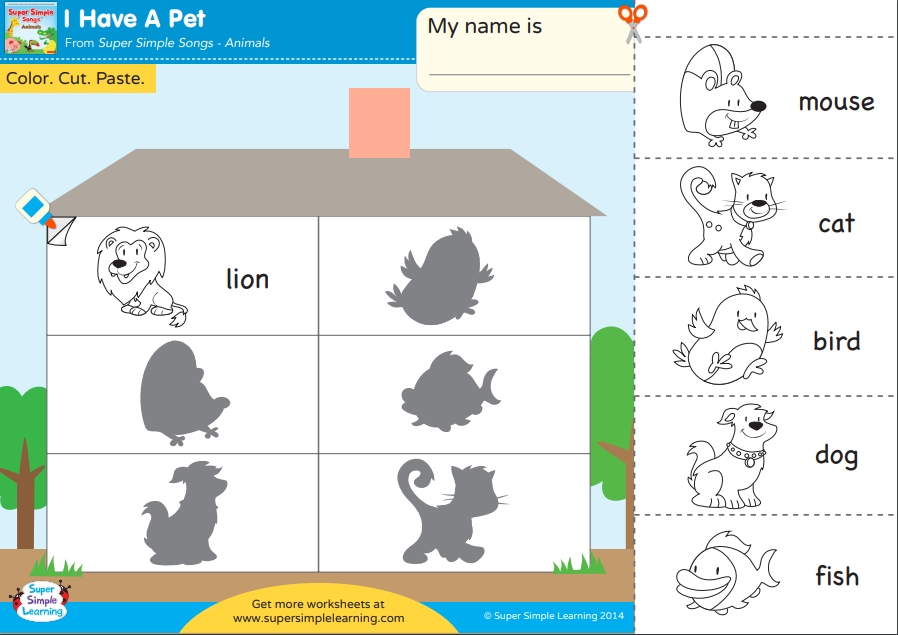 Super Simple
Songs
Animals
I Have A Pet
From Super Simple Songs - Animals
My name is
Color. Cut. Paste.
lion
mouse
cat
bird
dog
fish
Super
Simple
Learning
Get more worksheets at
www.supersimplelearning.com
© Super Simple Learning 2014